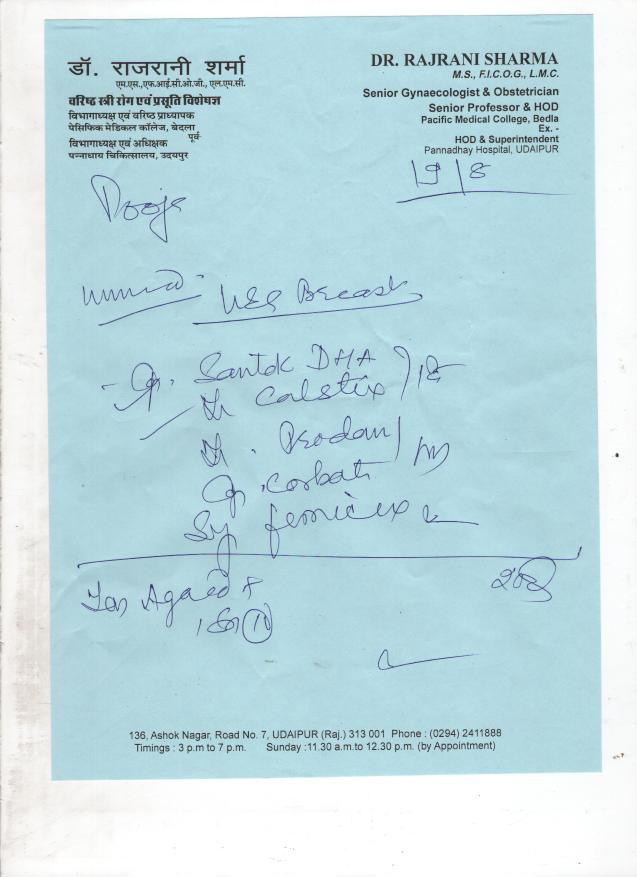 डॉ. राजरानी शर्मा
एम.एस.,एफ.आई.सी.ओ.जी., एल.एम.सी.
वरिष्ठ स्त्री रोग एवं प्रसूति विशेषज्ञ
विभागाध्यक्ष एवं वरिष्ठ प्राध्यापक
पेसिफिक मेडिकल कॉलेज, बेदला
पूर्व-
विभागाध्यक्ष एवं अधिक्षक
पन्नाधाय चिकित्सालय, उदयपुर
DR. RAJRANI SHARMA
M.S., F.I.C.O.G., L.M.C.
Senior Gynaecologist & Obstetrician
Senior Professor & HOD
Pacific Medical College, Bedla
Ex. -
HOD & Superintendent
Pannadhay Hospital, UDAIPUR
19/8
Pooja
USG Breast
Santok DHA
Calstix
Prodan
Corbati
Sy femicix
136, Ashok Nagar, Road No. 7, UDAIPUR (Raj.) 313 001 Phone : (0294) 2411888
Timings : 3 p.m to 7 p.m. Sunday :11.30 a.m.to 12.30 p.m. (by Appointment)